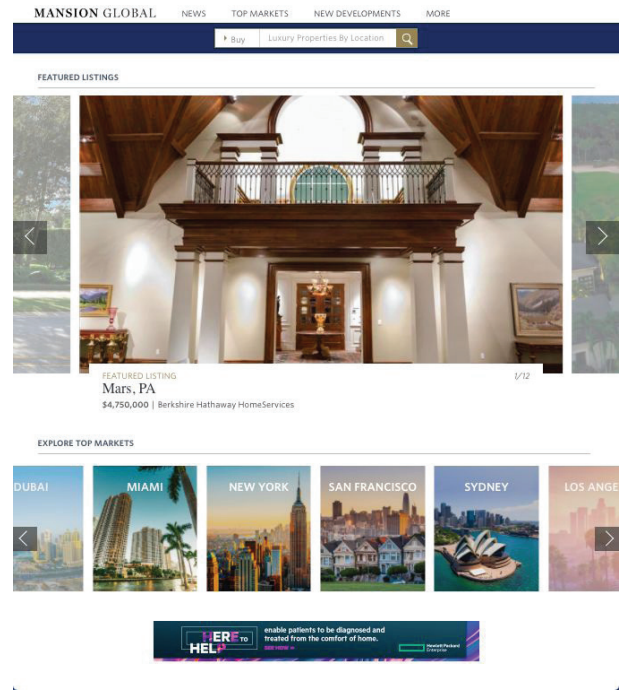 MANSION GLOBAL NEWS TOP MARKETS NEW DEVELOPMENTS MORE
Buy Luxury Properties By Location
FEATURED LISTINGS
FEATURED LISTING 1/12
Mars, PA
$4,750,000 | Berkshire Hathaway HomeServices
EXPLORE TOP MARKETS
DUBAI MIAMI NEW YORK SAN FRANCISCO SYDNEY LOS ANGE
HERE TO HELP
enable patients to be diagnosed and
treated from the comfort of home.
SEE HOW
Hewlett Packard
Enterprise